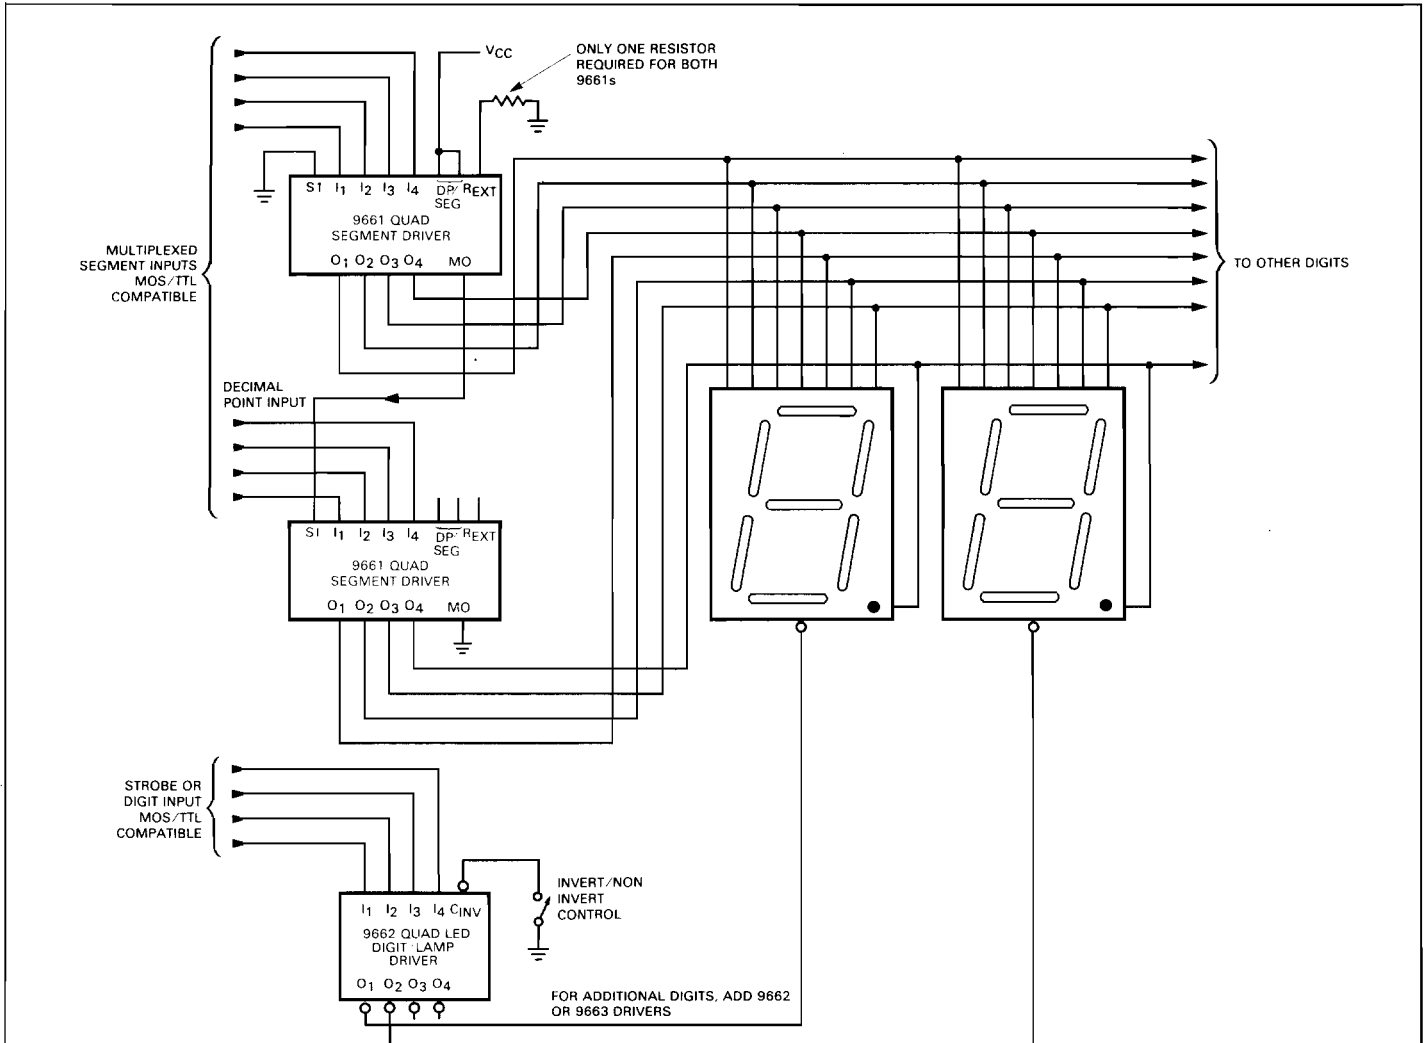 VCC
ONLY ONE RESISTOR
REQUIRED FOR BOTH
9661s
S1 I1 I2 I3 I4 DP/ REXT
SEG
9661 QUAD
SEGMENT DRIVER
O1 O2 O3 O4 MO
MULTIPLEXED
SEGMENT INPUTS
MOS/TTL
COMPATIBLE
TO OTHER DIGITS
DECIMAL
POINT INPUT
S1 I1 I2 I3 I4 DP/ REXT
SEG
9661 QUAD
SEGMENT DRIVER
O1 O2 O3 O4 MO
STROBE OR
DIGIT INPUT
MOS/TTL
COMPATIBLE
INVERT/NON
INVERT
CONTROL
I1 I2 I3 I4 CINV
9662 QUAD LED
DIGIT LAMP
DRIVER
O1 O2 O3 O4
FOR ADDITIONAL DIGITS, ADD 9662
OR 9663 DRIVERS